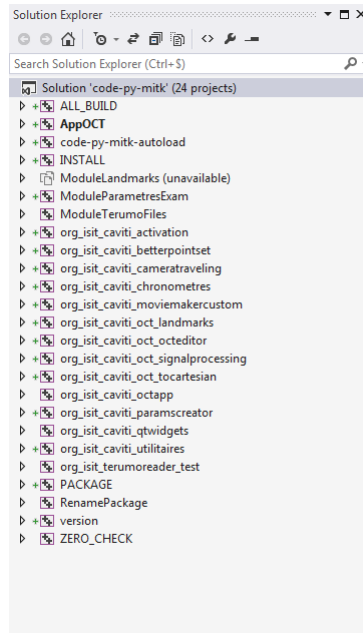 Solution Explorer
Search Solution Explorer (Ctrl+$)
Solution 'code-py-mitk' (24 projects)
ALL_BUILD
AppOCT
code-py-mitk-autoload
INSTALL
ModuleLandmarks (unavailable)
ModuleParametresExam
ModuleTerumoFiles
org_isit_caviti_activation
org_isit_caviti_betterpointset
org_isit_caviti_cameratraveling
org_isit_caviti_chronometres
org_isit_caviti_moviemakercustom
org_isit_caviti_oct_landmarks
org_isit_caviti_oct_octeditor
org_isit_caviti_oct_signalprocessing
org_isit_caviti_oct_tocartesian
org_isit_caviti_octapp
org_isit_caviti_paramscreator
org_isit_caviti_qtwidgets
org_isit_caviti_utilitaires
org_isit_terumoreader_test
PACKAGE
RenamePackage
version
ZERO_CHECK